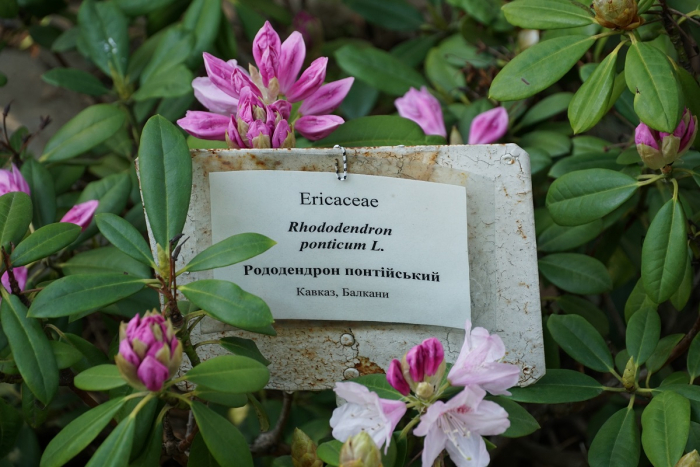 Ericaceae
Rhododendron
ponticum L.
Рододендрон понтійський
Кавказ, Балкани